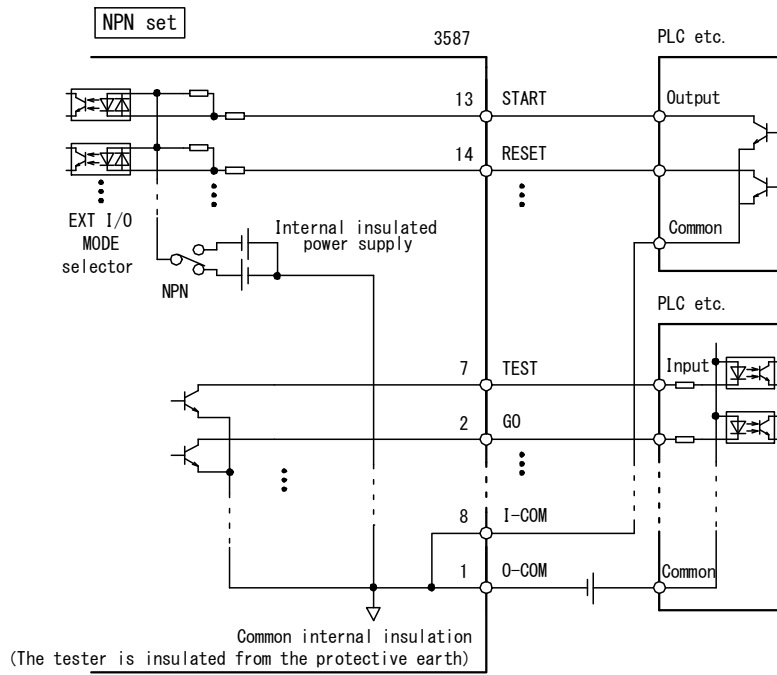 NPN set
3587
PLC etc.
13 START
Output
14 RESET
EXT I/O
MODE
selector
Internal insulated
power supply
Common
NPN
PLC etc.
7 TEST
Input
2 GO
8 I-COM
1 O-COM
Common
Common internal insulation
(The tester is insulated from the protective earth)